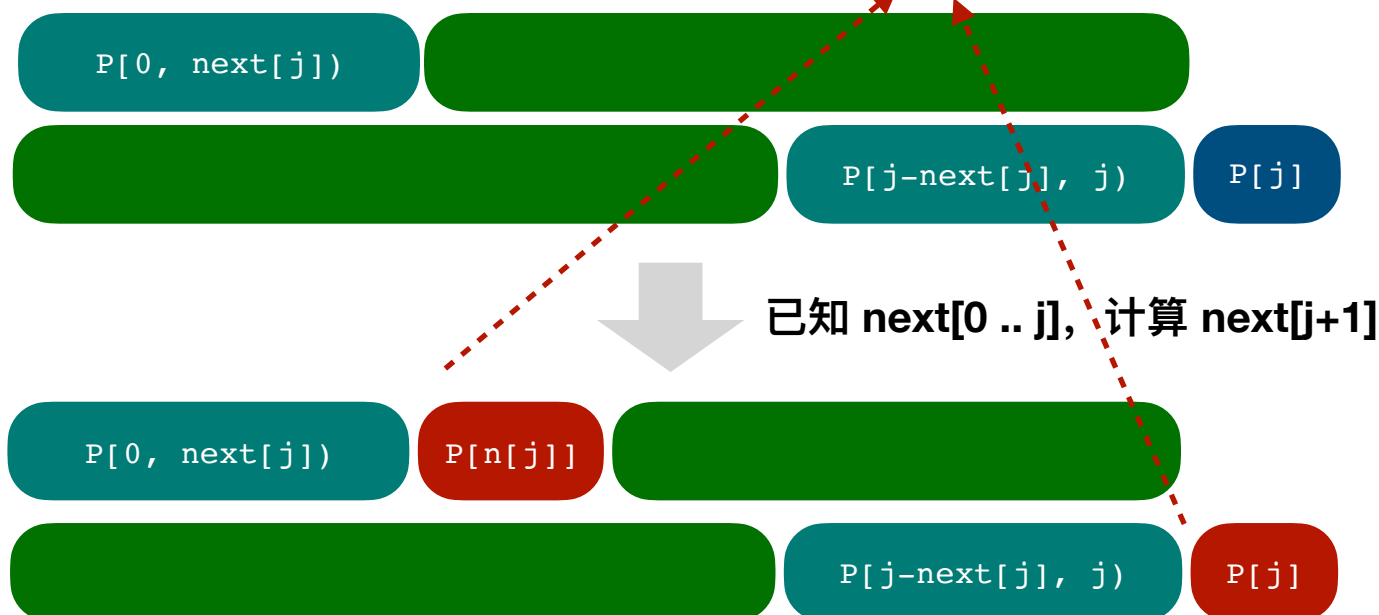 P[0, next[j])
P[j-next[j], j) P[j]
已知 next[0 .. j]，计算 next[j+1]
P[0, next[j]) P[n[j]]
P[j-next[j], j) P[j]